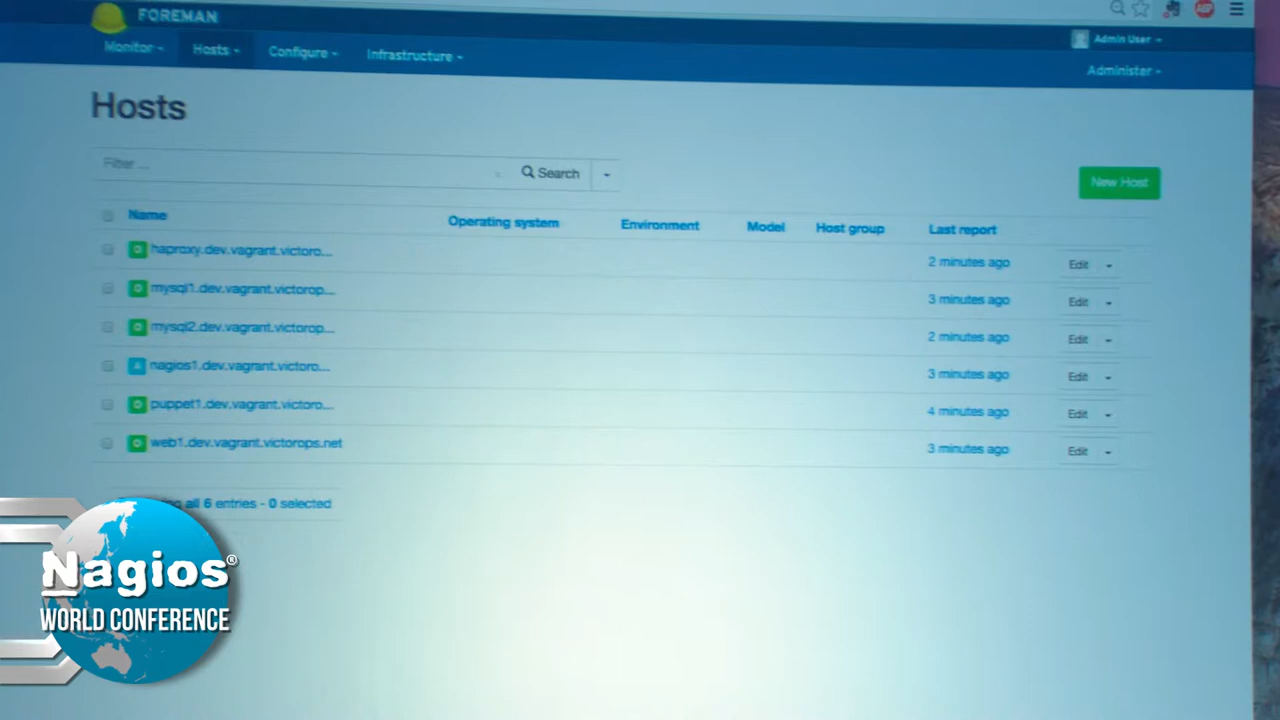 FOREMAN
Monitor Hosts Configure Infrastructure
Admin User
Administer
Hosts
Filter ...
Search
New Host
Name Operating system Environment Model Host group Last report
O haproxy.dev.vagrant.victoro... 2 minutes ago Edit
O mysql1.dev.vagrant.victorop... 3 minutes ago Edit
O mysql2.dev.vagrant.victorop... 2 minutes ago Edit
A nagios1.dev.vagrant.victoro... 3 minutes ago Edit
O puppet1.dev.vagrant.victoro... 4 minutes ago Edit
O web1.dev.vagrant.victorops.net 3 minutes ago Edit
all 6 entries - 0 selected
Nagios®
WORLD CONFERENCE